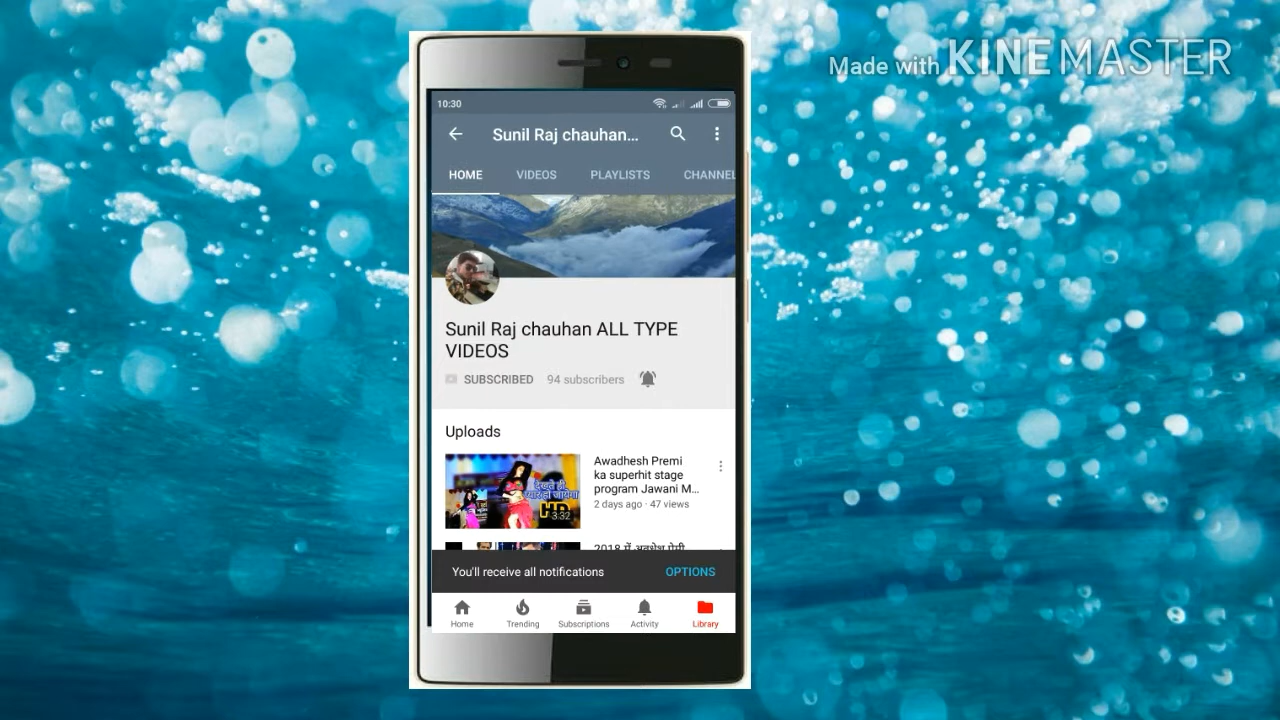 Made with KINEMASTER
10:30
Sunil Raj chauhan...
HOME VIDEOS PLAYLISTS CHANNEL
Sunil Raj chauhan ALL TYPE
VIDEOS
SUBSCRIBED 94 subscribers
Uploads
देखते ही
प्यार हो जायेगा
HD
3:32
Awadhesh Premi
ka superhit stage
program Jawani M...
2 days ago · 47 views
2018 में अवधेश प्रेमी
You'll receive all notifications OPTIONS
Home Trending Subscriptions Activity Library